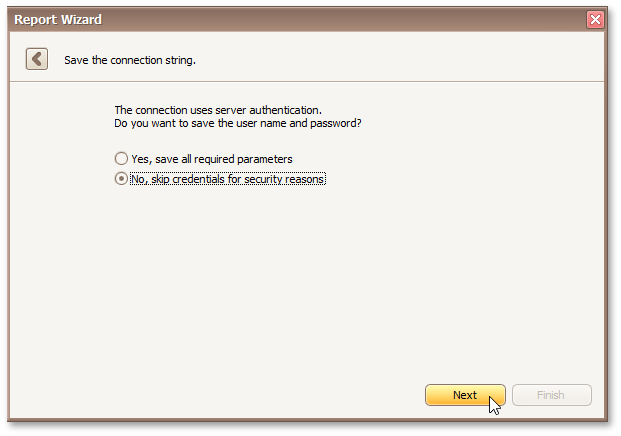 Report Wizard
Save the connection string.
The connection uses server authentication.
Do you want to save the user name and password?
Yes, save all required parameters
No, skip credentials for security reasons
Next
Finish